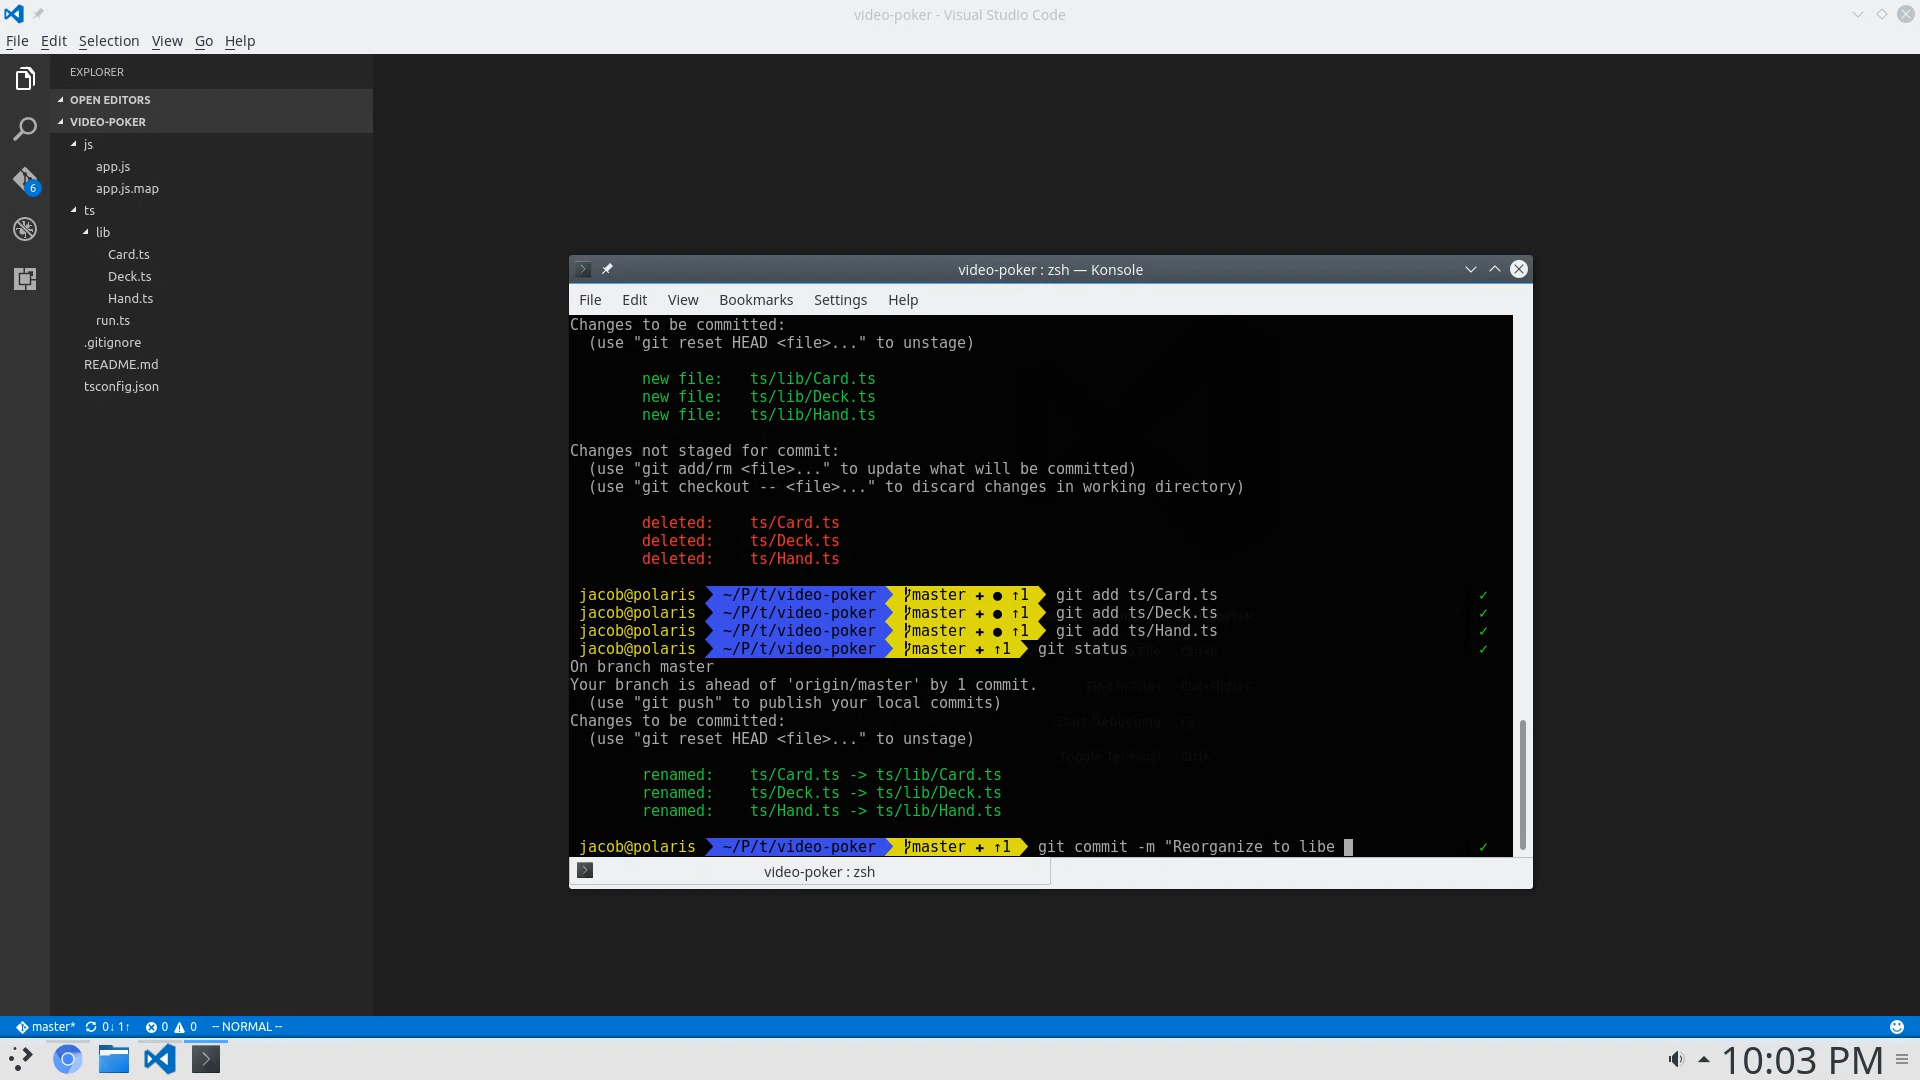 video-poker - Visual Studio Code
File Edit Selection View Go Help
EXPLORER
OPEN EDITORS
VIDEO-POKER
js
app.js
app.js.map
6
ts
lib
Card.ts
Deck.ts
Hand.ts
run.ts
.gitignore
README.md
tsconfig.json
video-poker : zsh — Konsole
File Edit View Bookmarks Settings Help
Changes to be committed:
(use "git reset HEAD <file>..." to unstage)
new file: ts/lib/Card.ts
new file: ts/lib/Deck.ts
new file: ts/lib/Hand.ts
Changes not staged for commit:
(use "git add/rm <file>..." to update what will be committed)
(use "git checkout -- <file>..." to discard changes in working directory)
deleted: ts/Card.ts
deleted: ts/Deck.ts
deleted: ts/Hand.ts
jacob@polaris ~/P/t/video-poker master + ● ↑1 git add ts/Card.ts ✓
jacob@polaris ~/P/t/video-poker master + ● ↑1 git add ts/Deck.ts ✓
jacob@polaris ~/P/t/video-poker master + ● ↑1 git add ts/Hand.ts ✓
jacob@polaris ~/P/t/video-poker master + ↑1 git status ✓
On branch master
Your branch is ahead of 'origin/master' by 1 commit.
(use "git push" to publish your local commits)
Changes to be committed:
(use "git reset HEAD <file>..." to unstage)
renamed: ts/Card.ts -> ts/lib/Card.ts
renamed: ts/Deck.ts -> ts/lib/Deck.ts
renamed: ts/Hand.ts -> ts/lib/Hand.ts
jacob@polaris ~/P/t/video-poker master + ↑1 git commit -m "Reorganize to libe ✓
Find in Files Ctrl+Shift+F
Start Debugging F5
Toggle Terminal
video-poker : zsh
master* 0↓ 1↑ 0 0 -- NORMAL --
10:03 PM